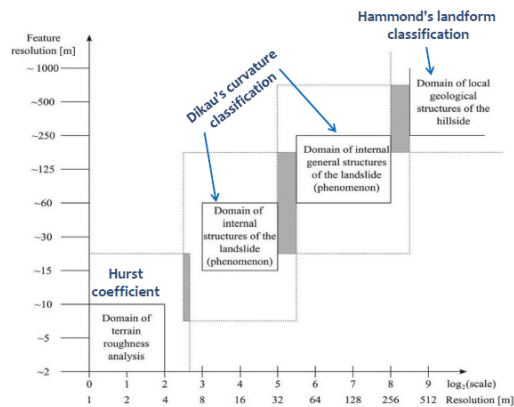 Hammond's landform
classification
Feature
resolution [m]
Dikau's curvature
classification
~ 1000
~500
~250
~125
~60
~30
~15
~10
~5
~2
Domain of local
geological
structures of the
hillside
Domain of internal
general structures
of the landslide
(phenomenon)
Domain of
internal
structures of the
landslide
(phenomenon)
Hurst
coefficient
Domain of
terrain
roughness
analysis
0 1 2 3 4 5 6 7 8 9 log₂(scale)
1 2 4 8 16 32 64 128 256 512 Resolution [m]